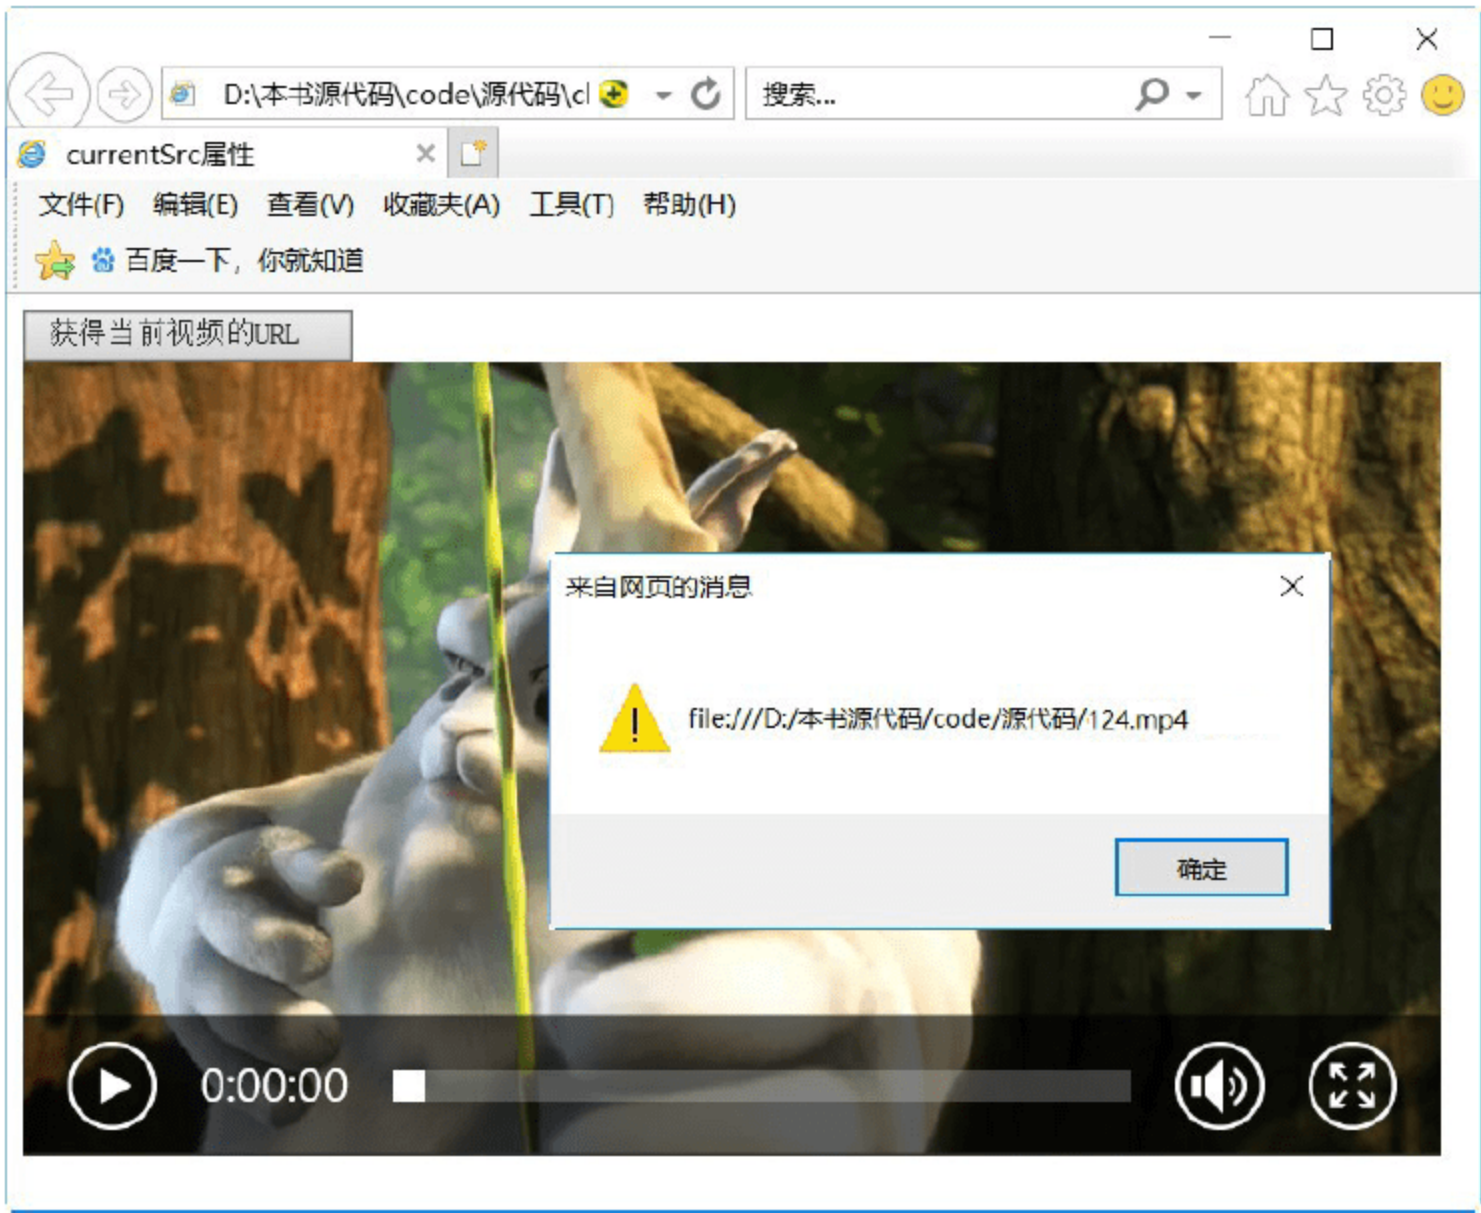 D:\本书源代码\code\源代码\cl
搜索...
currentSrc属性
文件(F) 编辑(E) 查看(V) 收藏夹(A) 工具(T) 帮助(H)
百度一下，你就知道
获得当前视频的URL
来自网页的消息
file:///D:/本书源代码/code/源代码/124.mp4
确定
0:00:00